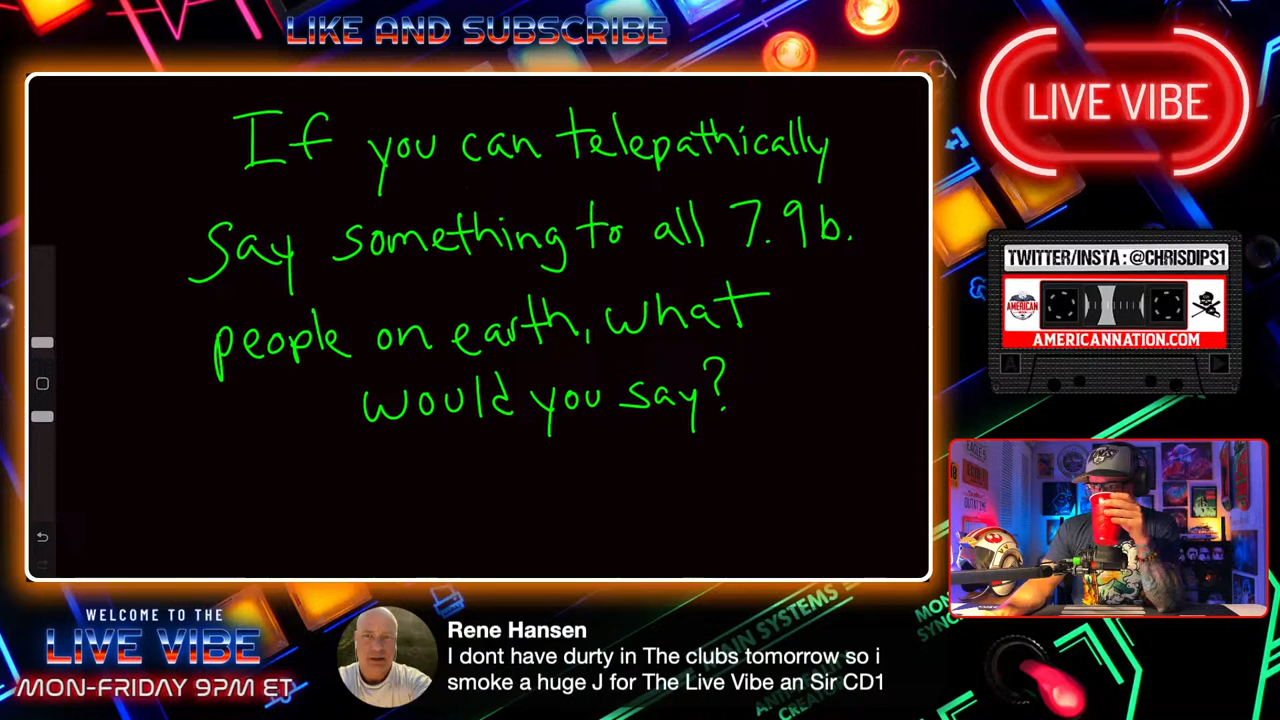 LIKE AND SUBSCRIBE
If you can telepathically
say something to all 7.9b.
people on earth, what
would you say?
LIVE VIBE
TWITTER/INSTA : @CHRISDIPS1
AMERICAN
AMERICANNATION.COM
A
WELCOME TO THE
LIVE VIBE
MON-FRIDAY 9PM ET
Rene Hansen
I dont have durty in The clubs tomorrow so i
smoke a huge J for The Live Vibe an Sir CD1